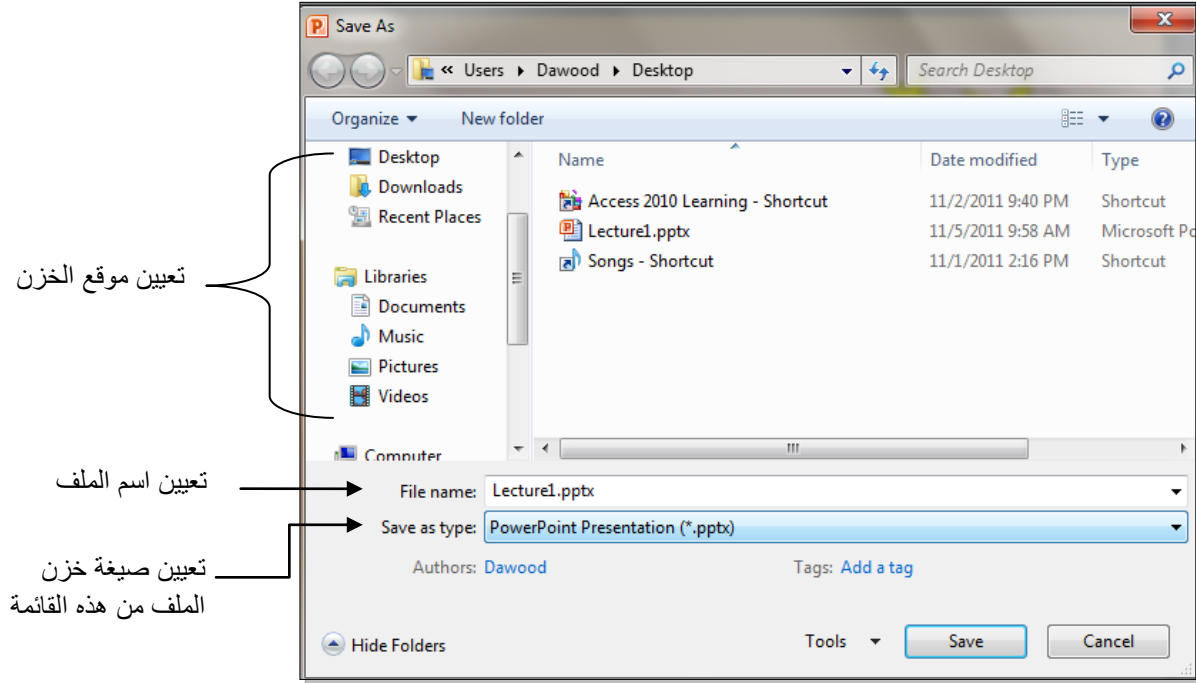 Save As
« Users ▸ Dawood ▸ Desktop
Search Desktop
Organize ▾ New folder
Desktop
Downloads
Recent Places
Libraries
Documents
Music
Pictures
Videos
Computer
Name Date modified Type
Access 2010 Learning - Shortcut 11/2/2011 9:40 PM Shortcut
Lecture1.pptx 11/5/2011 9:58 AM Microsoft Po
Songs - Shortcut 11/1/2011 2:16 PM Shortcut
تعيين موقع الخزن
تعيين اسم الملف
File name: Lecture1.pptx
Save as type: PowerPoint Presentation (*.pptx)
تعيين صيغة خزن
الملف من هذه القائمة
Authors: Dawood Tags: Add a tag
Hide Folders Tools ▾ Save Cancel